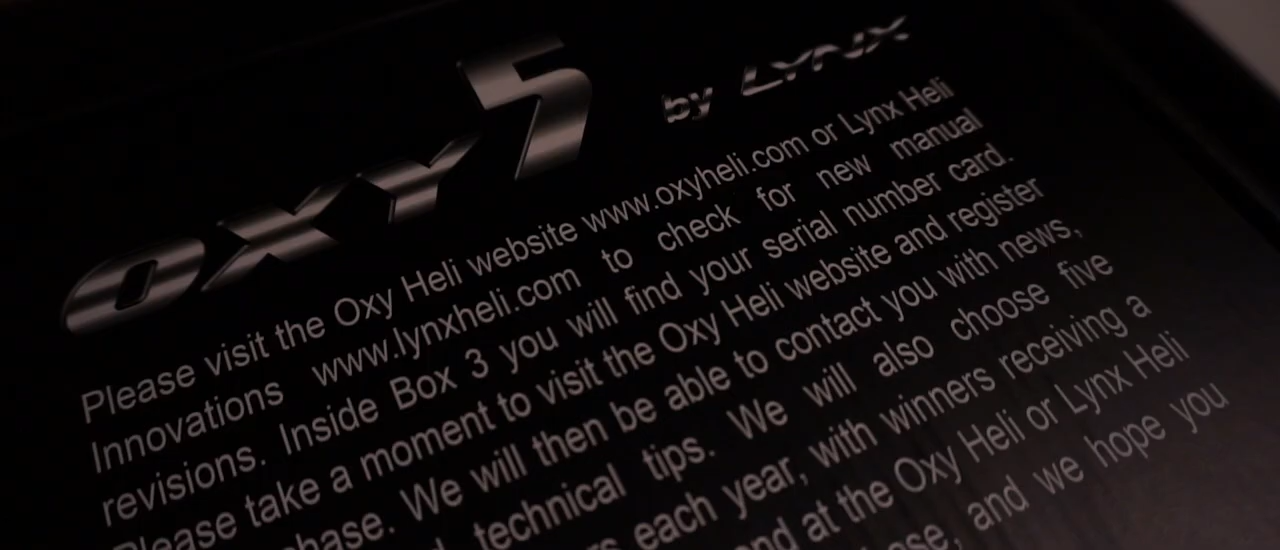 OXY5 by LYNX
Please visit the Oxy Heli website www.oxyheli.com or Lynx Heli
Innovations www.lynxheli.com to check for new manual
revisions. Inside Box 3 you will find your serial number card.
Please take a moment to visit the Oxy Heli website and register
We will then be able to contact you with news,
technical tips. We will also choose five
each year, with winners receiving a
at the Oxy Heli or Lynx Heli
and we hope you